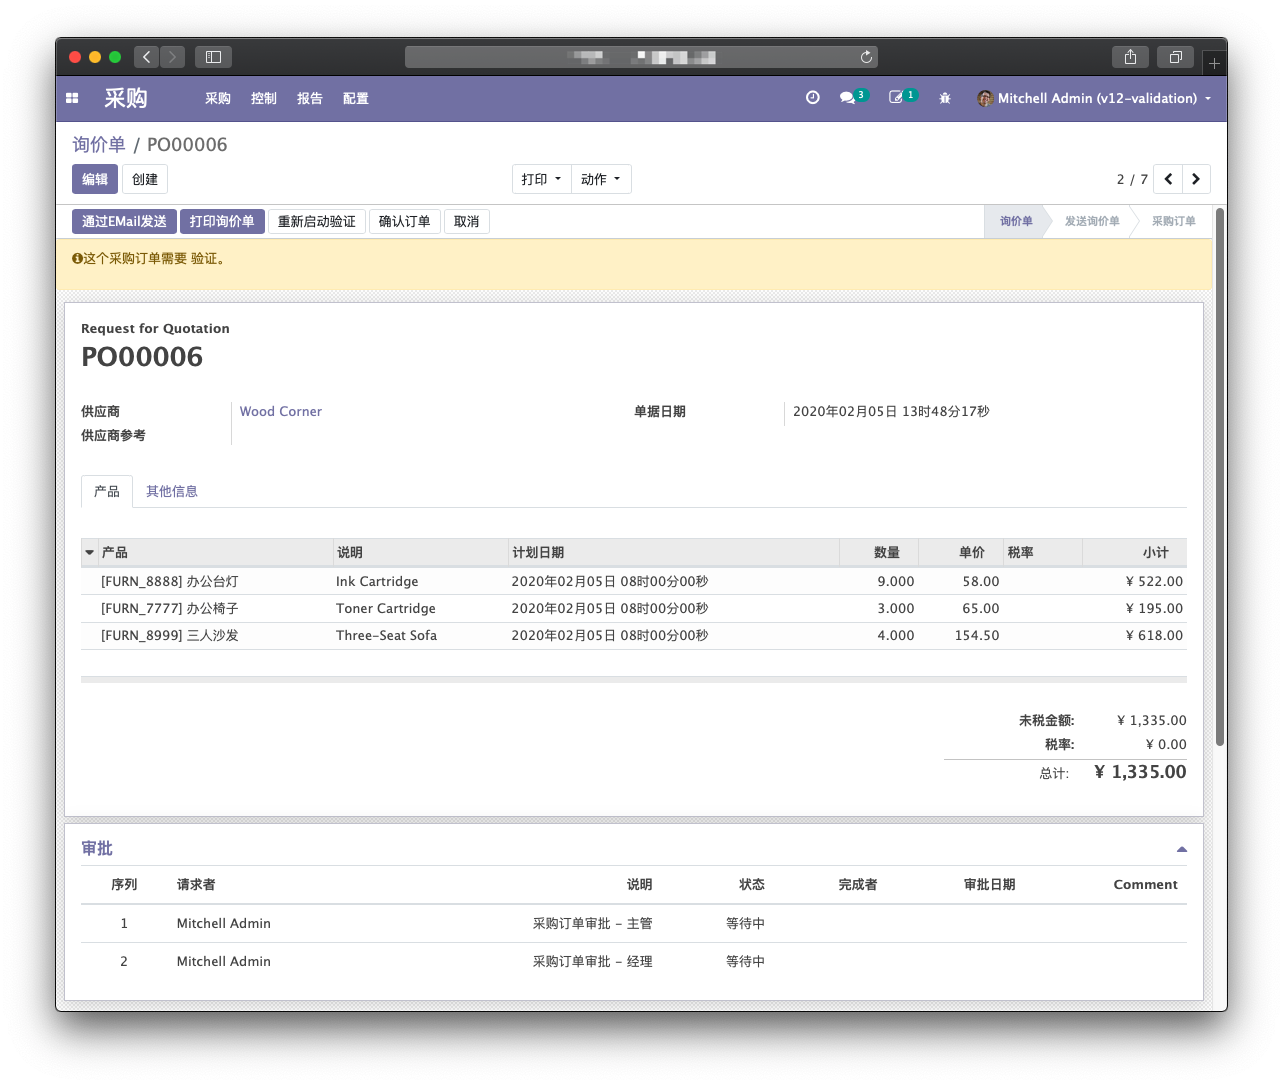 采购 采购 控制 报告 配置 3 1 Mitchell Admin (v12-validation)
询价单 / PO00006
编辑 创建 打印 动作 2 / 7
通过EMail发送 打印询价单 重新启动验证 确认订单 取消 询价单 发送询价单 采购订单
这个采购订单需要 验证。
Request for Quotation
PO00006
供应商 Wood Corner 单据日期 2020年02月05日 13时48分17秒
供应商参考
产品 其他信息
产品 说明 计划日期 数量 单价 税率 小计
[FURN_8888] 办公台灯 Ink Cartridge 2020年02月05日 08时00分00秒 9.000 58.00 ¥ 522.00
[FURN_7777] 办公椅子 Toner Cartridge 2020年02月05日 08时00分00秒 3.000 65.00 ¥ 195.00
[FURN_8999] 三人沙发 Three-Seat Sofa 2020年02月05日 08时00分00秒 4.000 154.50 ¥ 618.00
未税金额: ¥ 1,335.00
税率: ¥ 0.00
总计: ¥ 1,335.00
审批
序列 请求者 说明 状态 完成者 审批日期 Comment
1 Mitchell Admin 采购订单审批 - 主管 等待中
2 Mitchell Admin 采购订单审批 - 经理 等待中